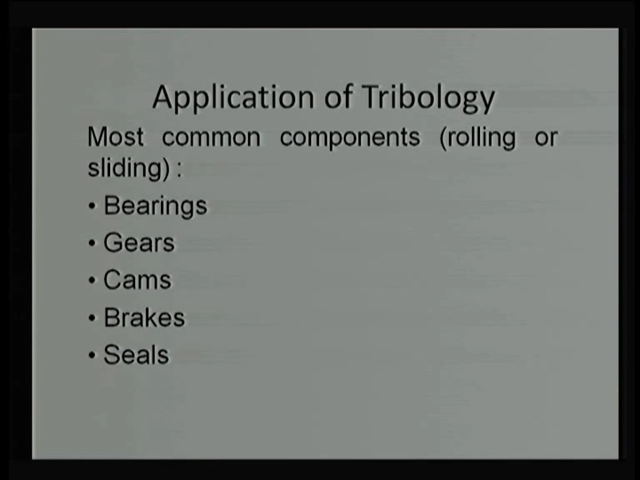 Application of Tribology
Most common components (rolling or
sliding) :
• Bearings
• Gears
• Cams
• Brakes
• Seals